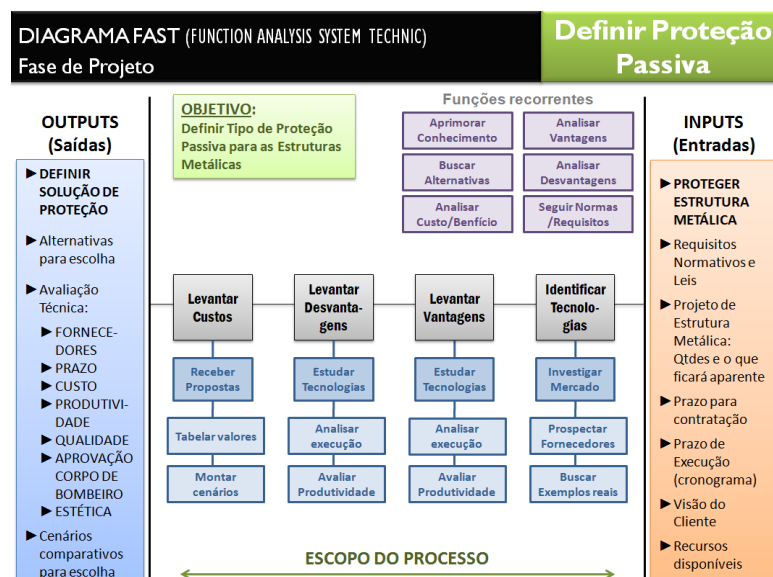 DIAGRAMA FAST (FUNCTION ANALYSIS SYSTEM TECHNIC)
Fase de Projeto
Definir Proteção
Passiva
OUTPUTS
(Saídas)
►DEFINIR
SOLUÇÃO DE
PROTEÇÃO
►Alternativas
para escolha
►Avaliação
Técnica:
►FORNECE-
DORES
►PRAZO
►CUSTO
►PRODUTIVI-
DADE
►QUALIDADE
►APROVAÇÃO
CORPO DE
BOMBEIRO
►ESTÉTICA
►Cenários
comparativos
para escolha
OBJETIVO:
Definir Tipo de Proteção
Passiva para as Estruturas
Metálicas
Funções recorrentes
Aprimorar
Conhecimento
Analisar
Vantagens
Buscar
Alternativas
Analisar
Desvantagens
Analisar
Custo/Benfício
Seguir Normas
/Requisitos
Levantar
Custos
Levantar
Desvanta-
gens
Levantar
Vantagens
Identificar
Tecnolo-
gias
Receber
Propostas
Estudar
Tecnologias
Estudar
Tecnologias
Investigar
Mercado
Tabelar valores
Analisar
execução
Analisar
execução
Prospectar
Fornecedores
Montar
cenários
Avaliar
Produtividade
Avaliar
Produtividade
Buscar
Exemplos reais
ESCOPO DO PROCESSO
INPUTS
(Entradas)
►PROTEGER
ESTRUTURA
METÁLICA
►Requisitos
Normativos e
Leis
►Projeto de
Estrutura
Metálica:
Qtdes e o que
ficará aparente
►Prazo para
contratação
►Prazo de
Execução
(cronograma)
►Visão do
Cliente
►Recursos
disponíveis